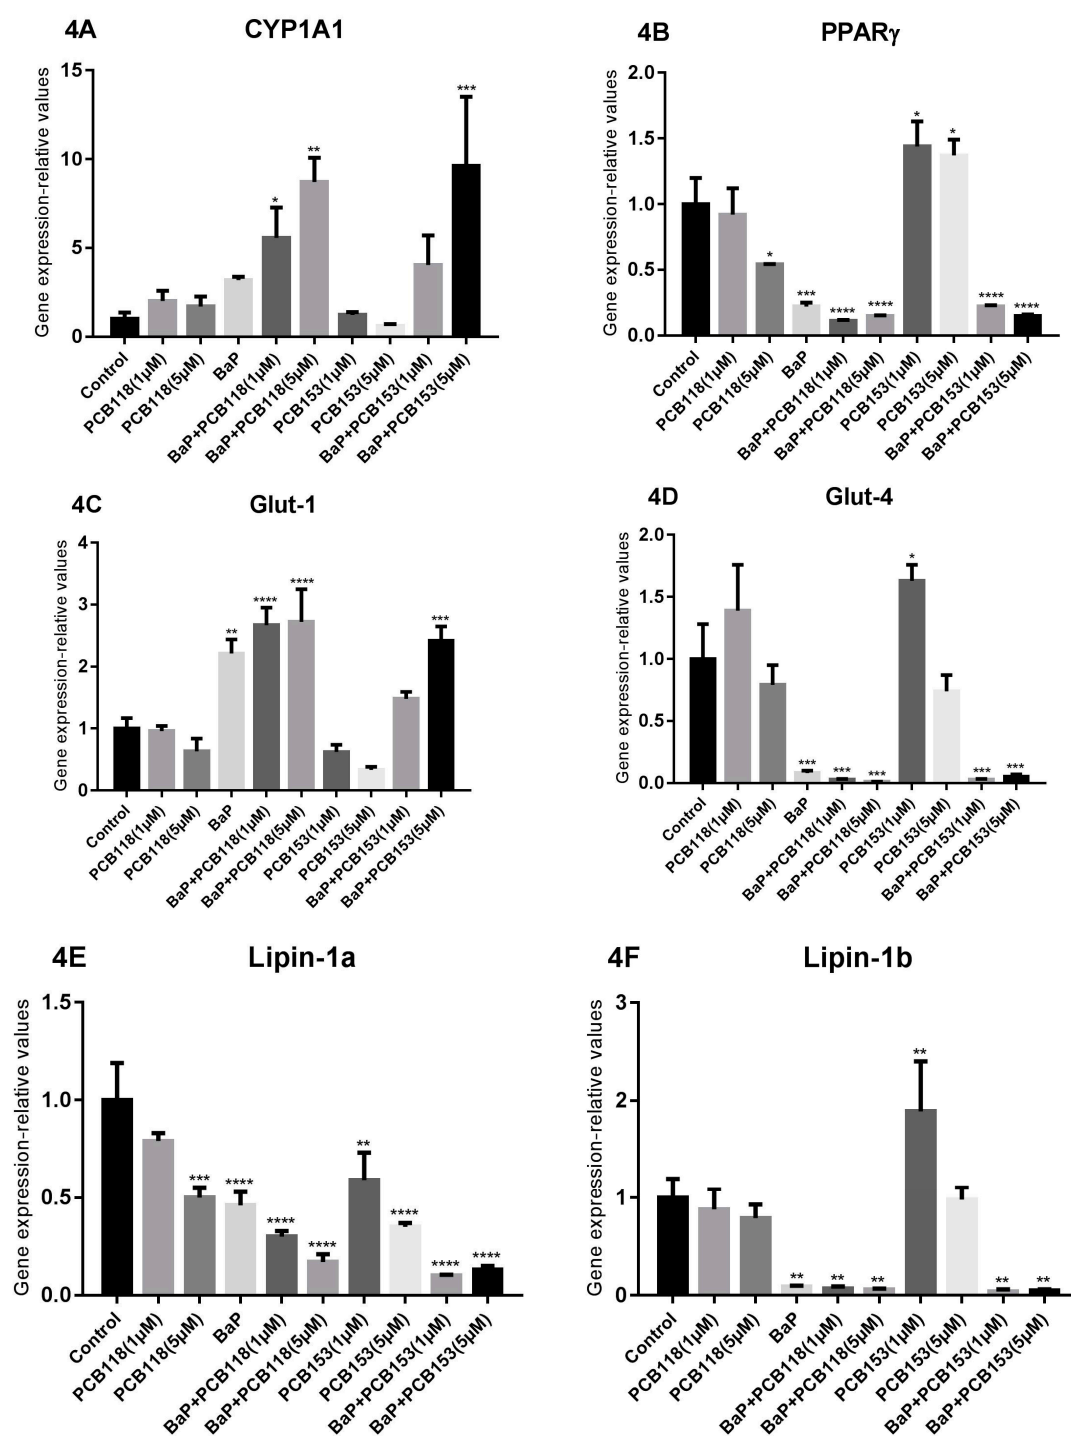 4A CYP1A1
Gene expression-relative values
15
10
5
0
***
**
*
Control
PCB118(1µM)
PCB118(5µM)
BaP
BaP+PCB118(1µM)
BaP+PCB118(5µM)
PCB153(1µM)
PCB153(5µM)
BaP+PCB153(1µM)
BaP+PCB153(5µM)
4B PPARγ
Gene expression-relative values
2.0
1.5
1.0
0.5
0.0
*
***
****
****
*
*
****
****
Control
PCB118(1µM)
PCB118(5µM)
BaP
BaP+PCB118(1µM)
BaP+PCB118(5µM)
PCB153(1µM)
PCB153(5µM)
BaP+PCB153(1µM)
BaP+PCB153(5µM)
4C Glut-1
Gene expression-relative values
4
3
2
1
0
**
****
****
***
Control
PCB118(1µM)
PCB118(5µM)
BaP
BaP+PCB118(1µM)
BaP+PCB118(5µM)
PCB153(1µM)
PCB153(5µM)
BaP+PCB153(1µM)
BaP+PCB153(5µM)
4D Glut-4
Gene expression-relative values
2.0
1.5
1.0
0.5
0.0
***
***
***
*
***
***
Control
PCB118(1µM)
PCB118(5µM)
BaP
BaP+PCB118(1µM)
BaP+PCB118(5µM)
PCB153(1µM)
PCB153(5µM)
BaP+PCB153(1µM)
BaP+PCB153(5µM)
4E Lipin-1a
Gene expression-relative values
1.5
1.0
0.5
0.0
***
****
****
****
**
****
****
****
Control
PCB118(1µM)
PCB118(5µM)
BaP
BaP+PCB118(1µM)
BaP+PCB118(5µM)
PCB153(1µM)
PCB153(5µM)
BaP+PCB153(1µM)
BaP+PCB153(5µM)
4F Lipin-1b
Gene expression-relative values
3
2
1
0
**
**
**
**
**
**
Control
PCB118(1µM)
PCB118(5µM)
BaP
BaP+PCB118(1µM)
BaP+PCB118(5µM)
PCB153(1µM)
PCB153(5µM)
BaP+PCB153(1µM)
BaP+PCB153(5µM)